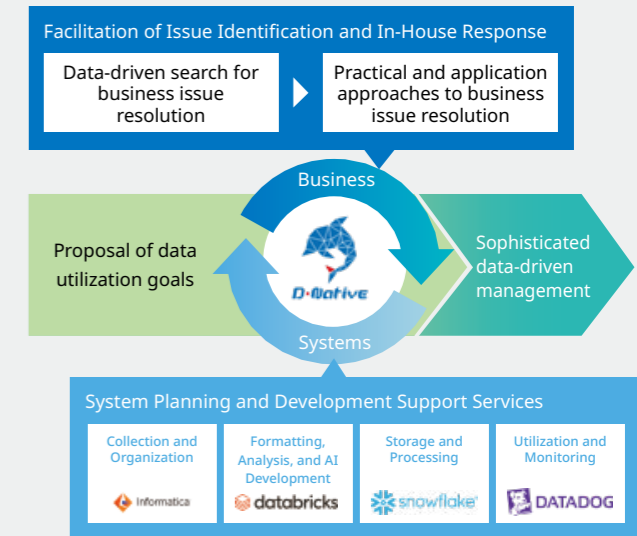 Facilitation of Issue Identification and In-House Response
Data-driven search for
business issue
resolution
Practical and application
approaches to business
issue resolution
Business
Proposal of data
utilization goals
D·Native
Sophisticated
data-driven
management
Systems
System Planning and Development Support Services
Collection and
Organization
Informatica
Formatting,
Analysis, and AI
Development
databricks
Storage and
Processing
snowflake
Utilization and
Monitoring
DATADOG